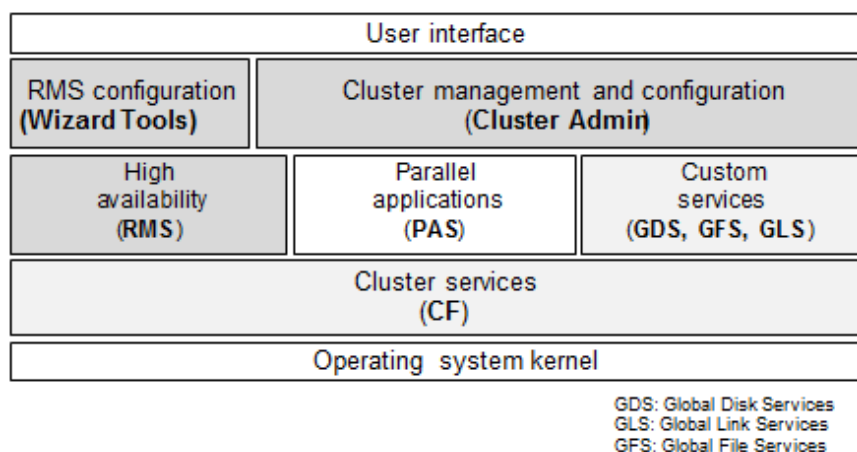 User interface
RMS configuration
(Wizard Tools)
Cluster management and configuration
(Cluster Admin)
High
availability
(RMS)
Parallel
applications
(PAS)
Custom
services
(GDS, GFS, GLS)
Cluster services
(CF)
Operating system kernel
GDS: Global Disk Services
GLS: Global Link Services
GFS: Global File Services